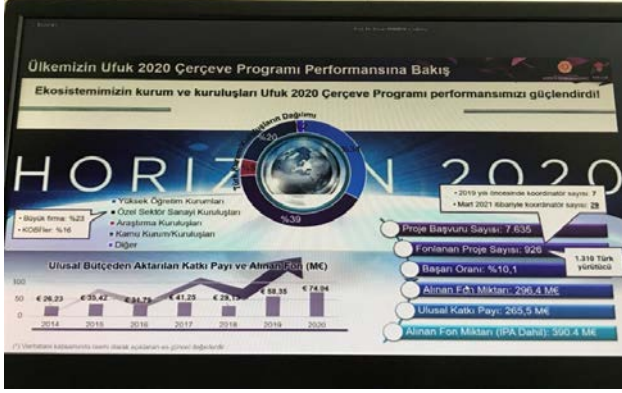 Ülkemizin Ufuk 2020 Çerçeve Programı Performansına Bakış
Ekosistemimizin kurum ve kuruluşları Ufuk 2020 Çerçeve Programı performansımızı güçlendirdi!
Dağılımı
%20
%39
HORIZON 2020
• Yüksek Öğretim Kurumları
• Özel Sektör Sanayi Kuruluşları
• Araştırma Kuruluşları
• Kamu Kurum/Kuruluşları
• Diğer
• Büyük firma: %23
• KOBİler: %16
• 2019 yılı öncesinde koordinatör sayısı: 7
• Mart 2021 itibariyle koordinatör sayısı: 29
Proje Başvuru Sayısı: 7.635
Fonlanan Proje Sayısı: 926
1.310 Türk
yürütücü
Başarı Oranı: %10,1
Alınan Fon Miktarı: 296,4 M€
Ulusal Katkı Payı: 265,5 M€
Alınan Fon Miktarı (IPA Dahil): 390.4 M€
Ulusal Bütçeden Aktarılan Katkı Payı ve Alınan Fon (M€)
100
50
0
€ 26,23
€ 35,42
€ 41,23
€ 58,35
€ 74,04
2014
2015
2016
2017
2018
2019
2020